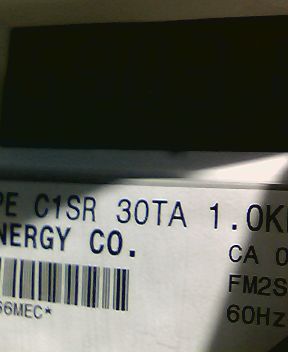 PE C1SR 30TA 1.0K
NERGY CO.
CA 0
FM2S
60Hz
66MEC*